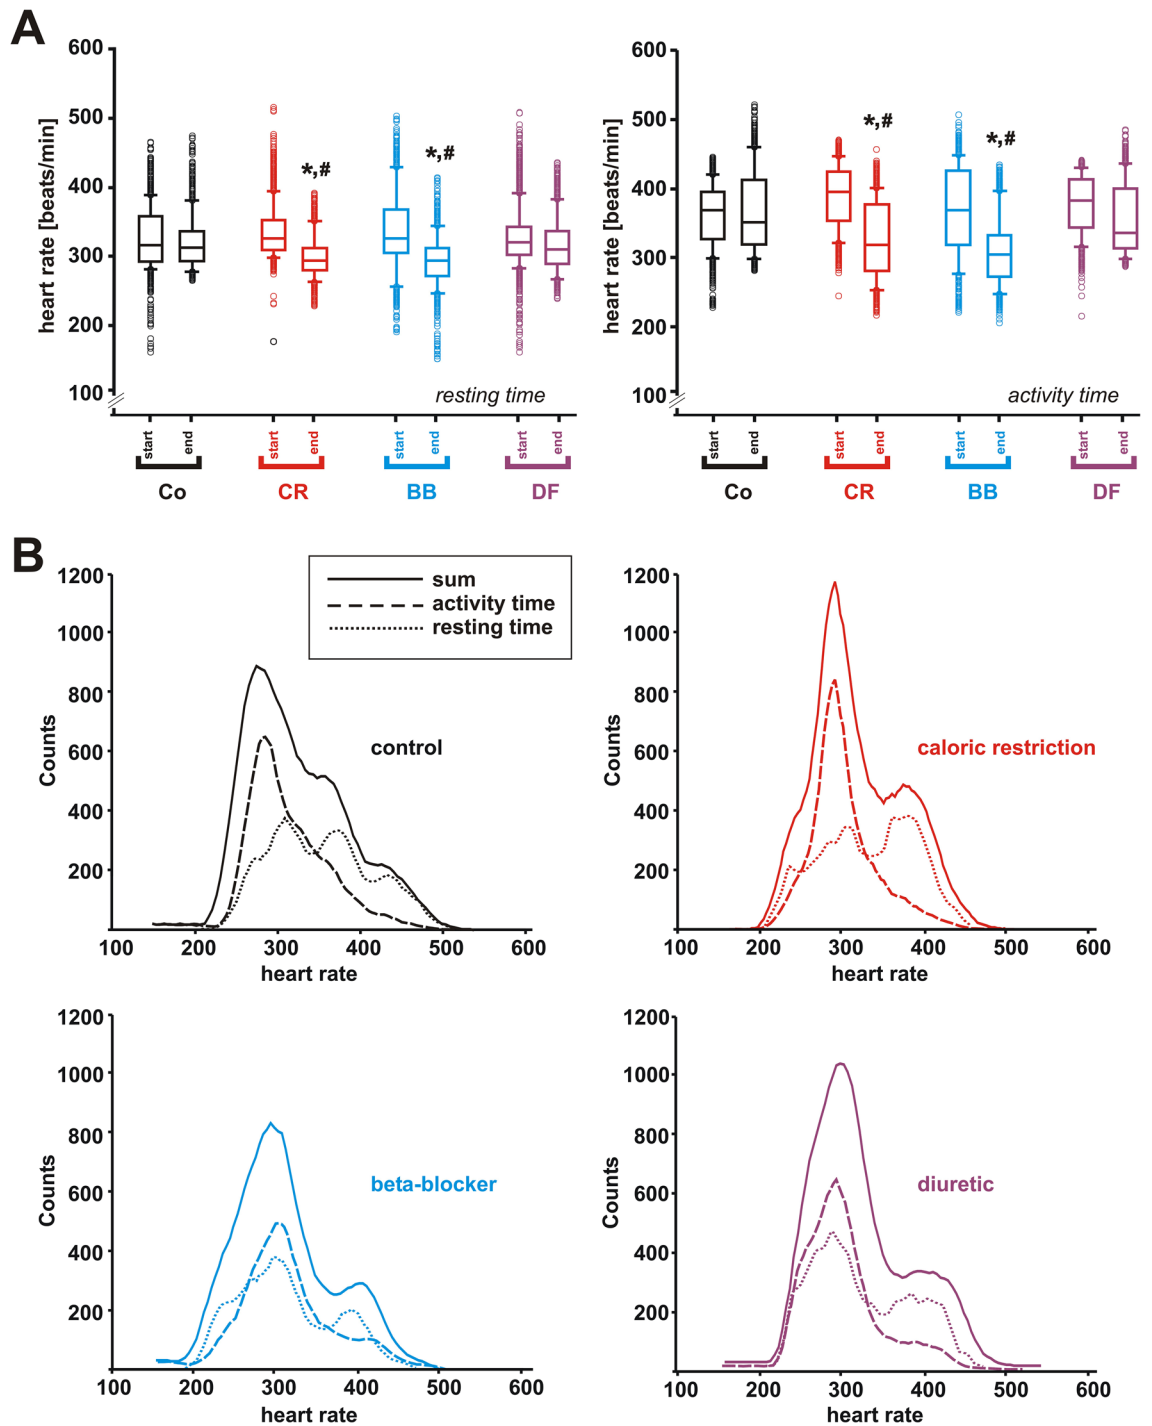 A
600
500
400
300
200
100
heart rate [beats/min]
*,#
*,#
resting time
start
end
start
end
start
end
start
end
Co
CR
BB
DF
600
500
400
300
200
100
heart rate [beats/min]
*,#
*,#
activity time
start
end
start
end
start
end
start
end
Co
CR
BB
DF
B
sum
activity time
resting time
1200
1000
800
600
400
200
Counts
control
100 200 300 400 500 600
heart rate
1200
1000
800
600
400
200
Counts
caloric restriction
100 200 300 400 500 600
heart rate
1200
1000
800
600
400
200
Counts
beta-blocker
100 200 300 400 500 600
heart rate
1200
1000
800
600
400
200
Counts
diuretic
100 200 300 400 500 600
heart rate